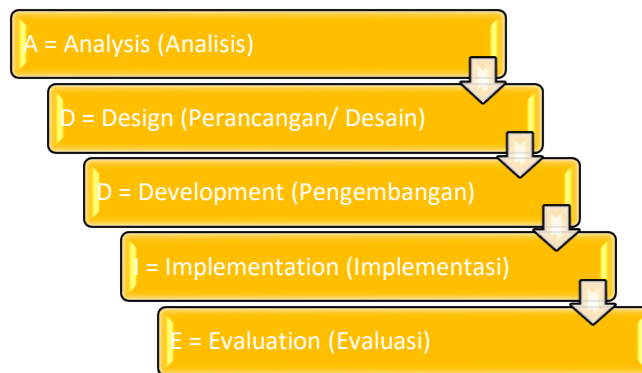 A = Analysis (Analisis)
D = Design (Perancangan/ Desain)
D = Development (Pengembangan)
I = Implementation (Implementasi)
E = Evaluation (Evaluasi)